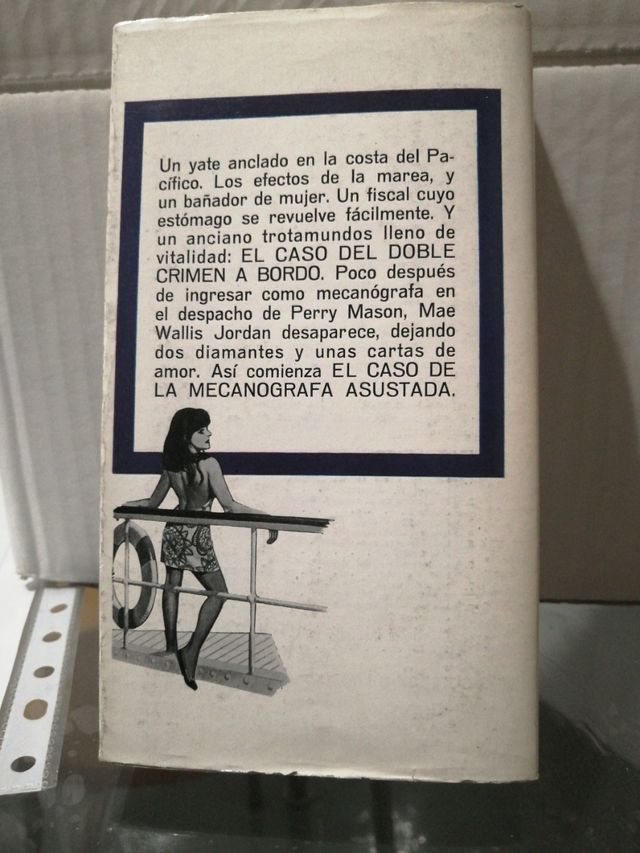 Un yate anclado en la costa del Pa-
cífico. Los efectos de la marea, y
un bañador de mujer. Un fiscal cuyo
estómago se revuelve fácilmente. Y
un anciano trotamundos lleno de
vitalidad: EL CASO DEL DOBLE
CRIMEN A BORDO. Poco después
de ingresar como mecanógrafa en
el despacho de Perry Mason, Mae
Wallis Jordan desaparece, dejando
dos diamantes y unas cartas de
amor. Así comienza EL CASO DE
LA MECANOGRAFA ASUSTADA.